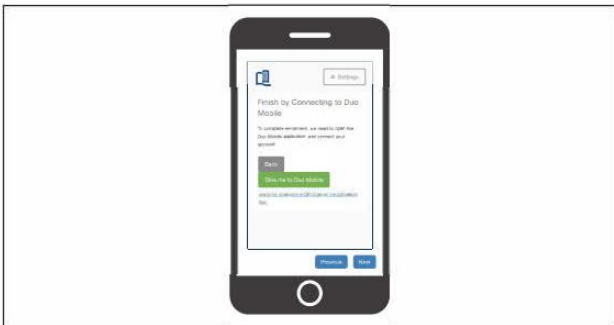 Settings
Finish by Connecting to Duo
Mobile
To complete enrolment, we need to open the
Duo Mobile application and connect your
account
Back
Take me to Duo Mobile
Previous
Next